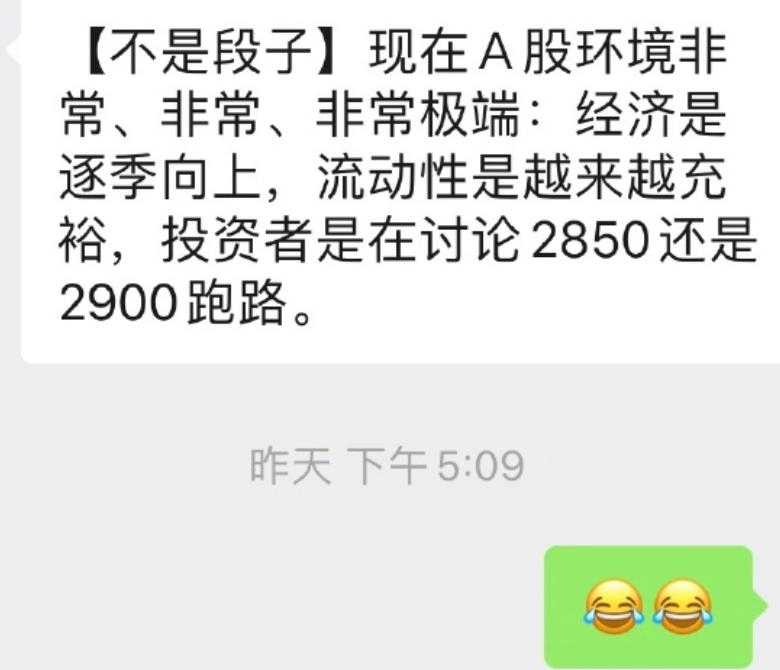 【不是段子】现在A股环境非
常、非常、非常极端：经济是
逐季向上，流动性是越来越充
裕，投资者是在讨论2850还是
2900跑路。
昨天 下午5:09
😂😂